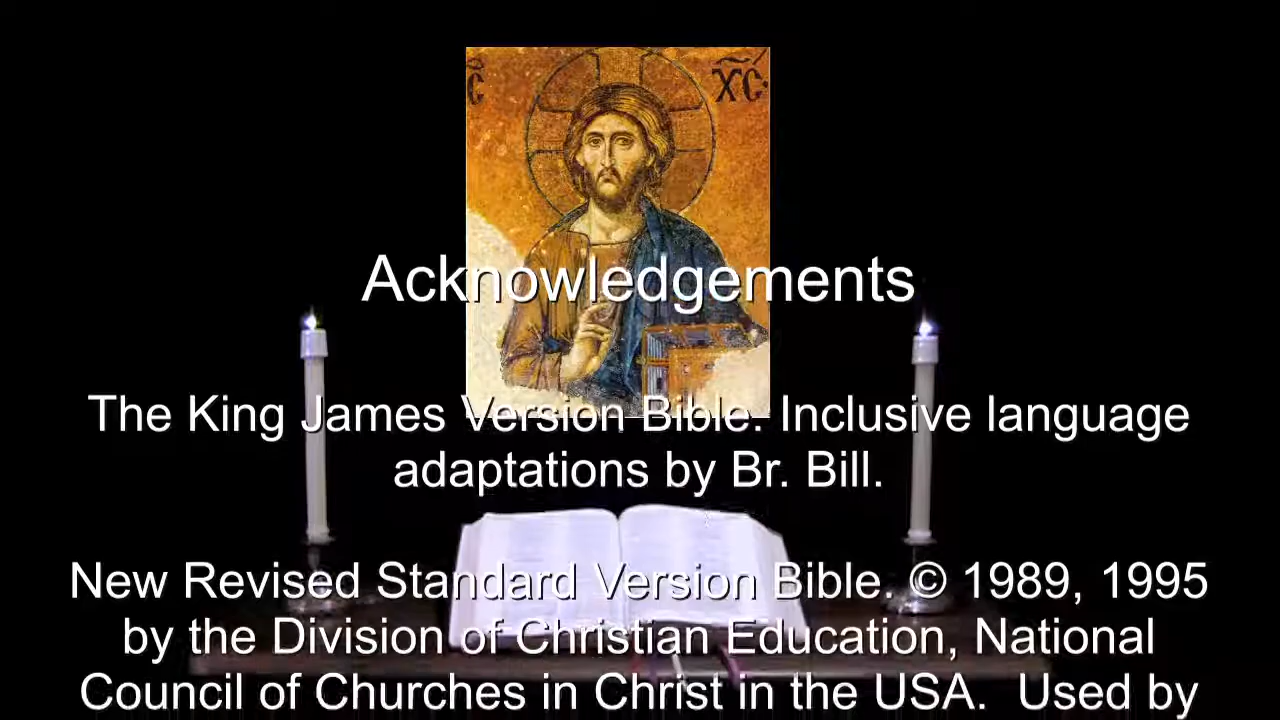 C
XC
Acknowledgements
The King James Version Bible. Inclusive language
adaptations by Br. Bill.
New Revised Standard Version Bible. © 1989, 1995
by the Division of Christian Education, National
Council of Churches in Christ in the USA.  Used by